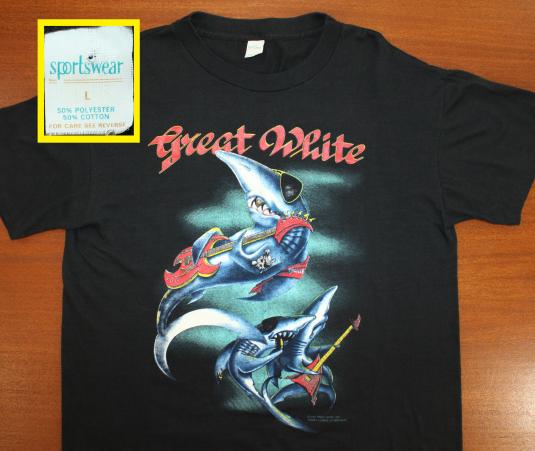 sportswear
L
50% POLYESTER
50% COTTON
FOR CARE SEE REVERSE
Great White